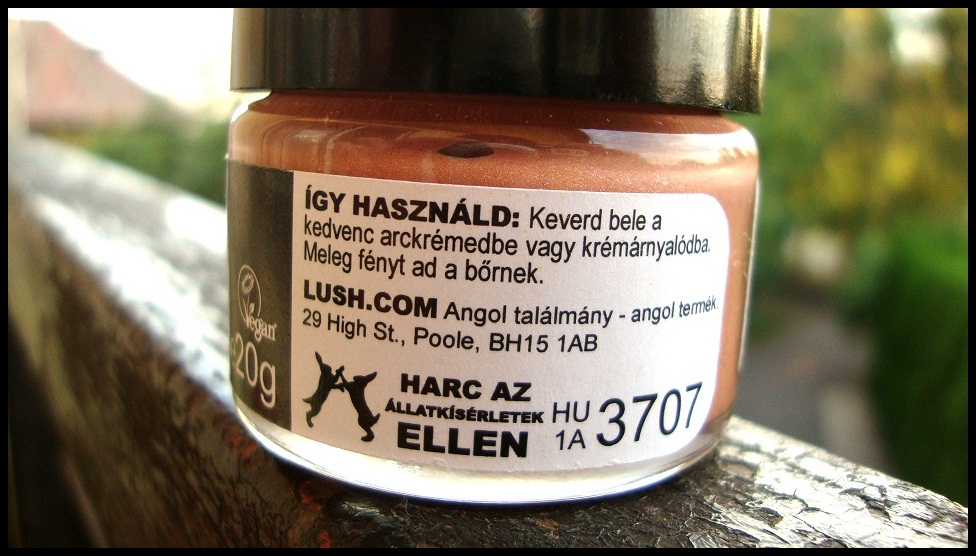 ÍGY HASZNÁLD: Keverd bele a
kedvenc arckrémedbe vagy krémárnyalódba.
Meleg fényt ad a bőrnek.
LUSH.COM Angol találmány - angol termék.
29 High St., Poole, BH15 1AB
HARC AZ
ÁLLATKÍSÉRLETEK
ELLEN
HU
1A
3707
Vegan
20g